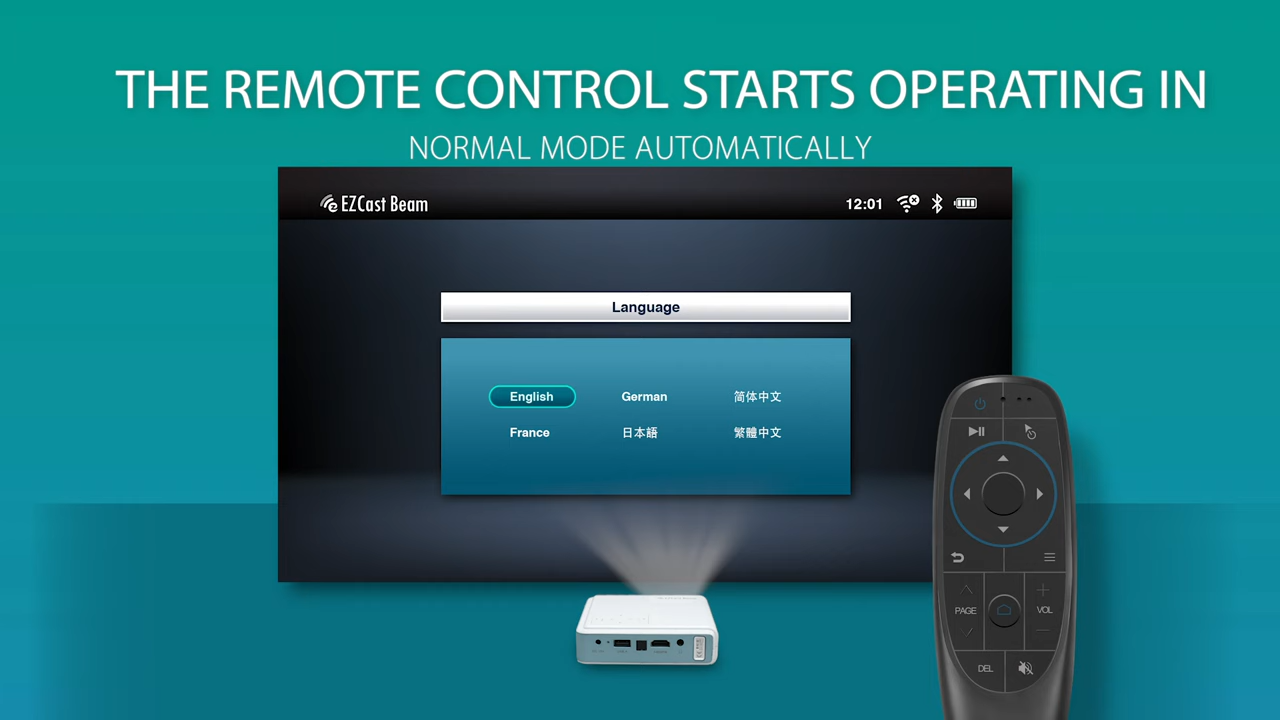 THE REMOTE CONTROL STARTS OPERATING IN
NORMAL MODE AUTOMATICALLY
EZCast Beam
12:01
Language
English German 简体中文
France 日本語 繁體中文
PAGE VOL
DEL